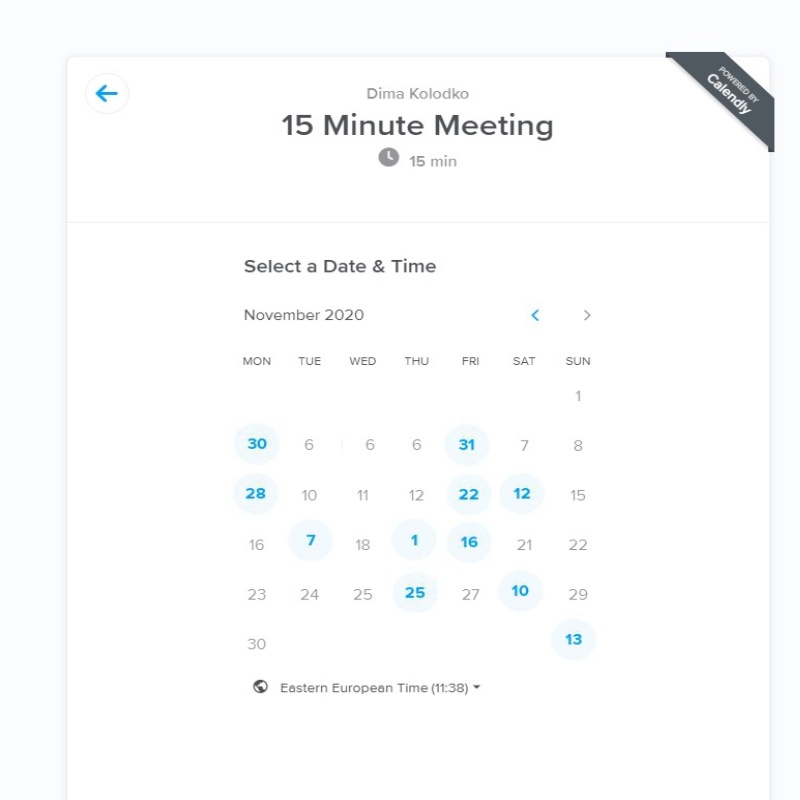 POWERED BY
Calendly
Dima Kolodko
15 Minute Meeting
15 min
Select a Date & Time
November 2020
MON TUE WED THU FRI SAT SUN
1
30 6 6 6 31 7 8
28 10 11 12 22 12 15
16 7 18 1 16 21 22
23 24 25 25 27 10 29
30 13
Eastern European Time (11:38)